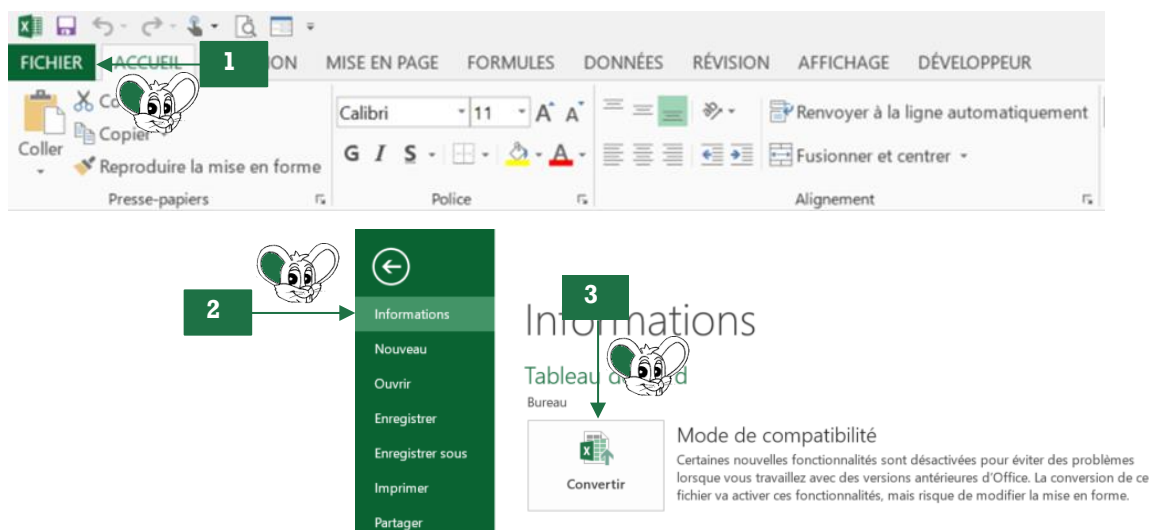 FICHIER ACCUEIL 1 ON MISE EN PAGE FORMULES DONNÉES RÉVISION AFFICHAGE DÉVELOPPEUR
Calibri 11 A A Renvoyer à la ligne automatiquement
Copier
Coller
G I S A Fusionner et centrer
Reproduire la mise en forme
Presse-papiers Police Alignement
2
3
Informations
Informations
Nouveau
Ouvrir
Enregistrer
Enregistrer sous
Imprimer
Partager
Tableau de bord
Bureau
Convertir
Mode de compatibilité
Certaines nouvelles fonctionnalités sont désactivées pour éviter des problèmes
lorsque vous travaillez avec des versions antérieures d'Office. La conversion de ce
fichier va activer ces fonctionnalités, mais risque de modifier la mise en forme.